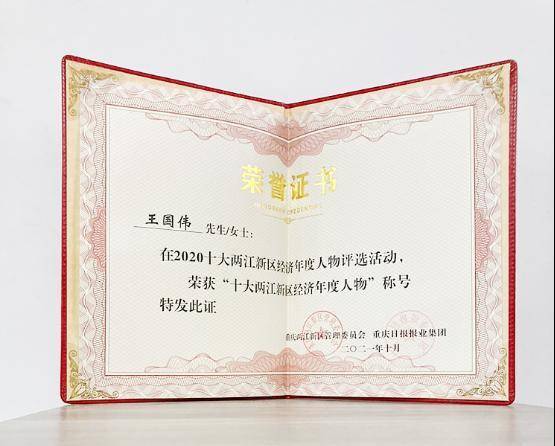 荣誉证书
王国伟 先生/女士：
在2020十大两江新区经济年度人物评选活动，
荣获“十大两江新区经济年度人物”称号
特发此证
重庆两江新区管理委员会 重庆日报报业集团
二〇二一年十月